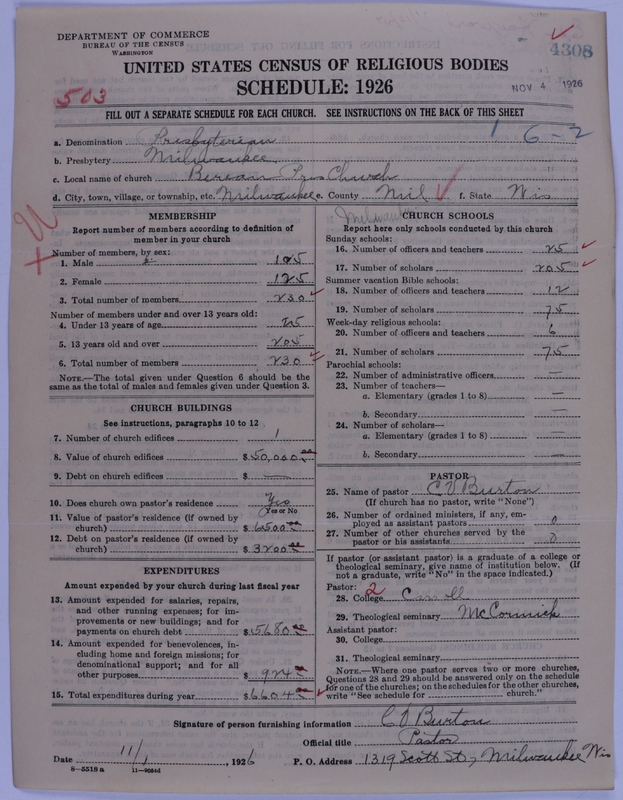 DEPARTMENT OF COMMERCE
BUREAU OF THE CENSUS
WASHINGTON
4308
UNITED STATES CENSUS OF RELIGIOUS BODIES
SCHEDULE: 1926
NOV 4 1926
503
FILL OUT A SEPARATE SCHEDULE FOR EACH CHURCH. SEE INSTRUCTIONS ON THE BACK OF THIS SHEET
1 6-2
a. Denomination Presbyterian
b. Presbytery Milwaukee
c. Local name of church Berean Pres Church
d. City, town, village, or township, etc. Milwaukee e. County Mil f. State Wis
Milwaukee
MEMBERSHIP
Report number of members according to definition of member in your church
Number of members, by sex:
1. Male 105
2. Female 125
3. Total number of members 230
Number of members under and over 13 years old:
4. Under 13 years of age 25
5. 13 years old and over 205
6. Total number of members 230
NOTE.—The total given under Question 6 should be the same as the total of males and females given under Question 3.
CHURCH BUILDINGS
See instructions, paragraphs 10 to 12
7. Number of church edifices 1
8. Value of church edifices $50,000.00
9. Debt on church edifices $ —
10. Does church own pastor's residence Yes
Yes or No
11. Value of pastor's residence (if owned by church) $6500.00
12. Debt on pastor's residence (if owned by church) $3200.00
EXPENDITURES
Amount expended by your church during last fiscal year
13. Amount expended for salaries, repairs, and other running expenses; for improvements or new buildings; and for payments on church debt $5680.00
14. Amount expended for benevolences, including home and foreign missions; for denominational support; and for all other purposes $924.00
15. Total expenditures during year $6604.00
CHURCH SCHOOLS
Report here only schools conducted by this church
Sunday schools:
16. Number of officers and teachers 25
17. Number of scholars 205
Summer vacation Bible schools:
18. Number of officers and teachers 12
19. Number of scholars 75
Week-day religious schools:
20. Number of officers and teachers 6
21. Number of scholars 75
Parochial schools:
22. Number of administrative officers —
23. Number of teachers—
a. Elementary (grades 1 to 8) —
b. Secondary —
24. Number of scholars—
a. Elementary (grades 1 to 8) —
b. Secondary —
PASTOR
25. Name of pastor C V Burton
(If church has no pastor, write "None")
26. Number of ordained ministers, if any, employed as assistant pastors 0
27. Number of other churches served by the pastor or his assistants 0
If pastor (or assistant pastor) is a graduate of a college or theological seminary, give name of institution below. (If not a graduate, write "No" in the space indicated.)
Pastor: 2
28. College Carroll
29. Theological seminary McCormick
Assistant pastor:
30. College
31. Theological seminary
NOTE.—Where one pastor serves two or more churches, Questions 28 and 29 should be answered only on the schedule for one of the churches; on the schedules for the other churches, write "See schedule for church."
Signature of person furnishing information C V Burton
Official title Pastor
Date 11/1, 1926 P. O. Address 1319 Scott St, Milwaukee Wis
8-5518 a 11-9034d